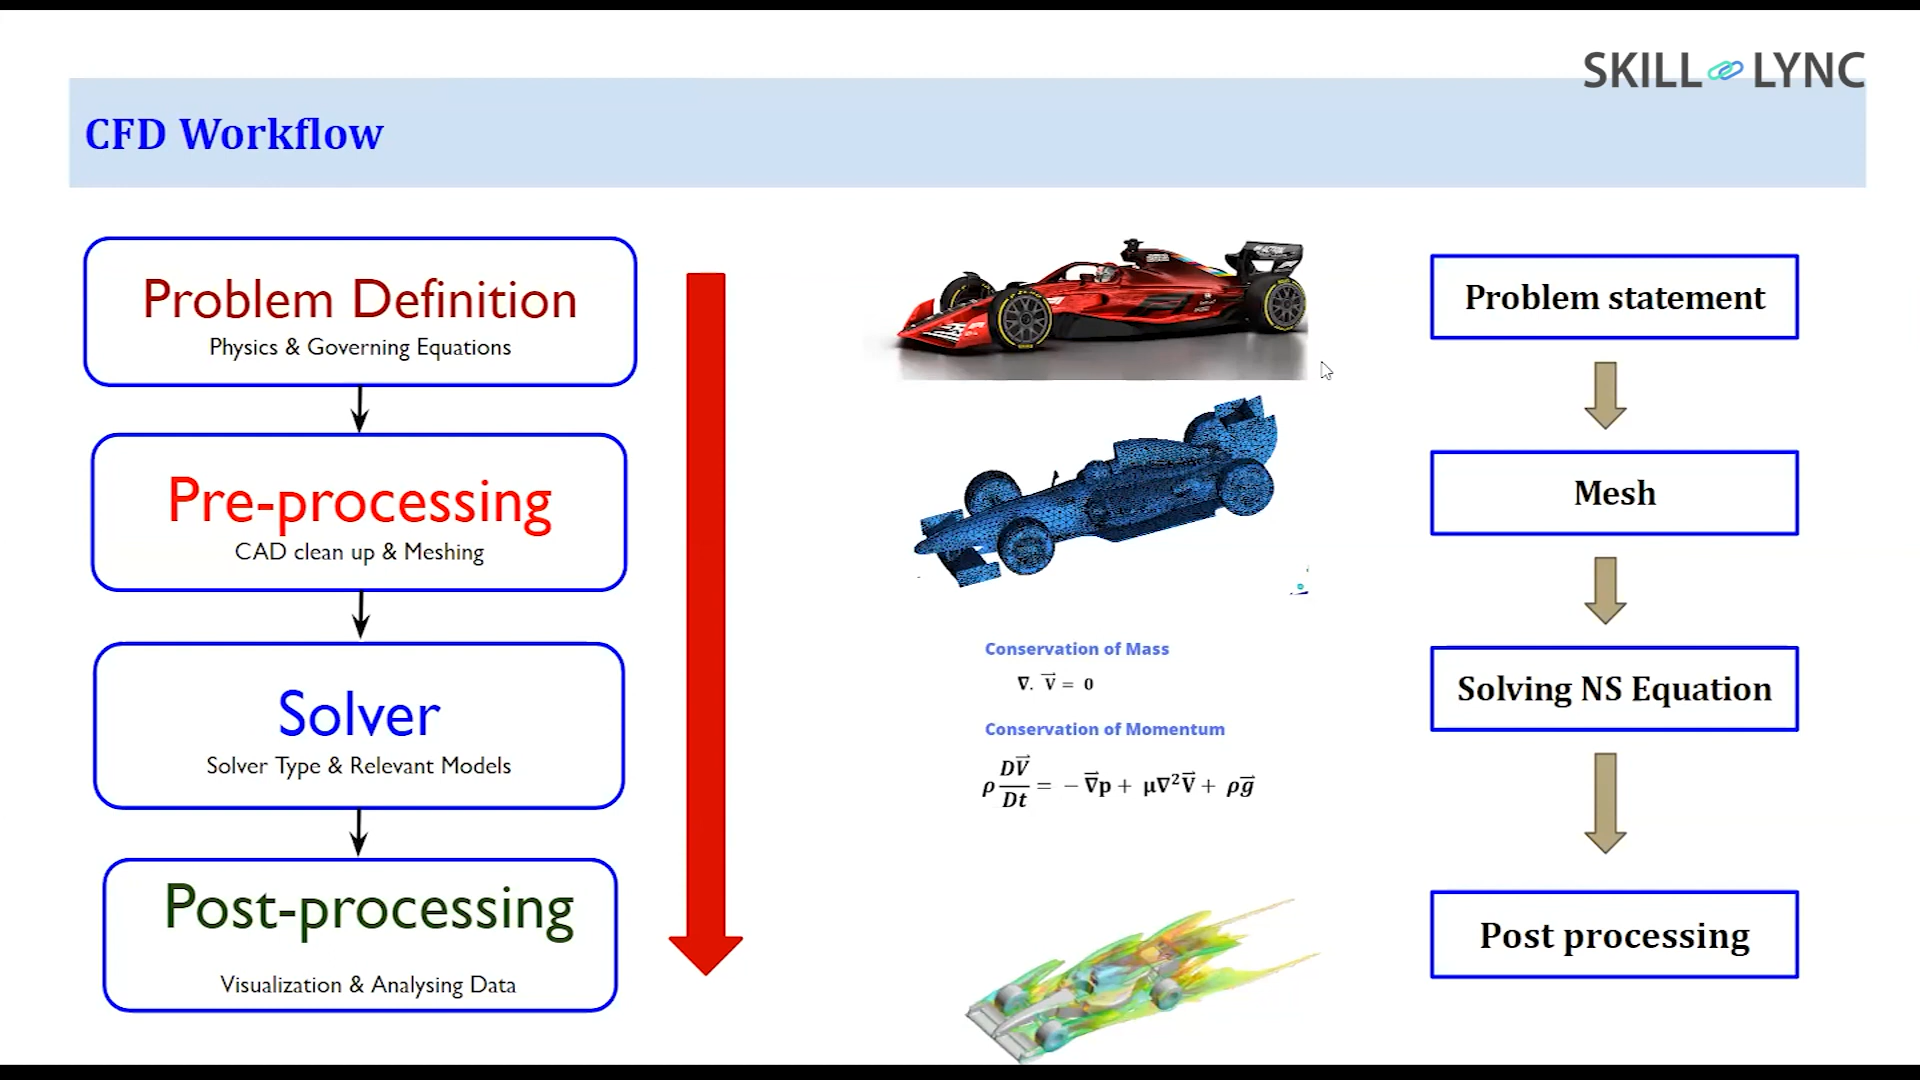 SKILL LYNC
CFD Workflow
Problem Definition
Physics & Governing Equations
Pre-processing
CAD clean up & Meshing
Solver
Solver Type & Relevant Models
Post-processing
Visualization & Analysing Data
Conservation of Mass
∇. V⃗ = 0
Conservation of Momentum
ρ DV⃗/Dt = − ∇⃗p + μ∇²V⃗ + ρg⃗
Problem statement
Mesh
Solving NS Equation
Post processing